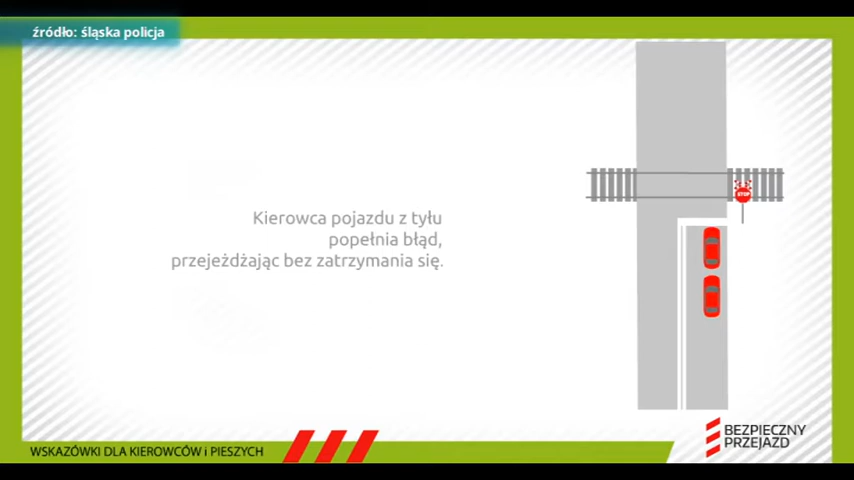 źródło: śląska policja
Kierowca pojazdu z tyłu
popełnia błąd,
przejeżdżając bez zatrzymania się.
STOP
WSKAZÓWKI DLA KIEROWCÓW i PIESZYCH
BEZPIECZNY
PRZEJAZD